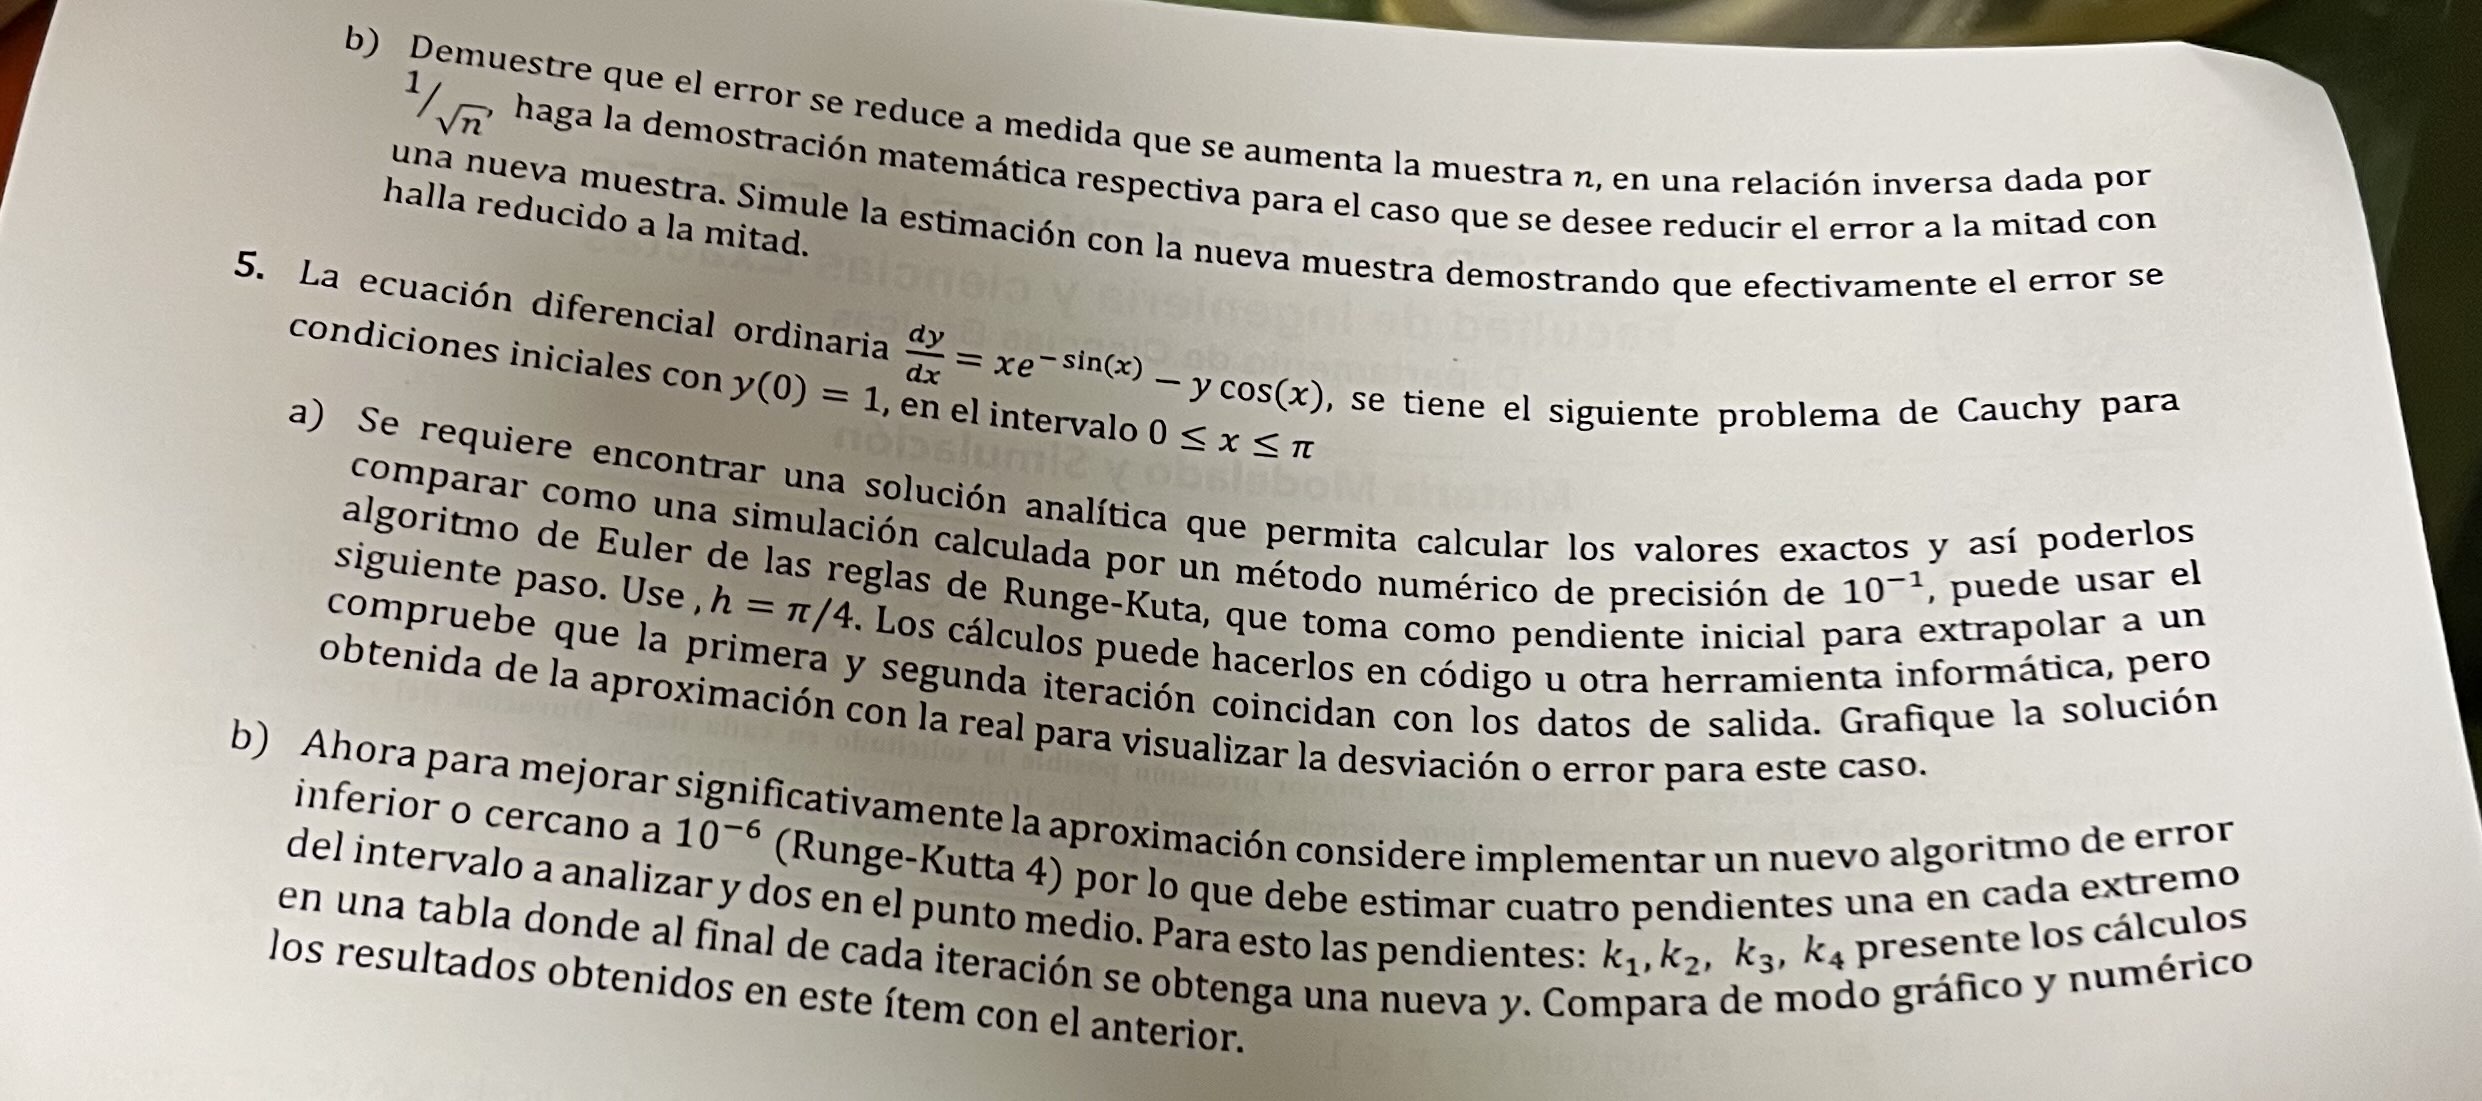 b) Demuestre que el error se reduce a medida que se aumenta la muestra n, en una relación inversa dada por
1/√n, haga la demostración matemática respectiva para el caso que se desee reducir el error a la mitad con
una nueva muestra. Simule la estimación con la nueva muestra demostrando que efectivamente el error se
halla reducido a la mitad.
5. La ecuación diferencial ordinaria dy/dx = xe^{−sin(x)} − y cos(x), se tiene el siguiente problema de Cauchy para
condiciones iniciales con y(0) = 1, en el intervalo 0 ≤ x ≤ π
a) Se requiere encontrar una solución analítica que permita calcular los valores exactos y así poderlos
comparar como una simulación calculada por un método numérico de precisión de 10⁻¹, puede usar el
algoritmo de Euler de las reglas de Runge-Kuta, que toma como pendiente inicial para extrapolar a un
siguiente paso. Use , h = π/4. Los cálculos puede hacerlos en código u otra herramienta informática, pero
compruebe que la primera y segunda iteración coincidan con los datos de salida. Grafique la solución
obtenida de la aproximación con la real para visualizar la desviación o error para este caso.
b) Ahora para mejorar significativamente la aproximación considere implementar un nuevo algoritmo de error
inferior o cercano a 10⁻⁶ (Runge-Kutta 4) por lo que debe estimar cuatro pendientes una en cada extremo
del intervalo a analizar y dos en el punto medio. Para esto las pendientes: k₁, k₂, k₃, k₄ presente los cálculos
en una tabla donde al final de cada iteración se obtenga una nueva y. Compara de modo gráfico y numérico
los resultados obtenidos en este ítem con el anterior.